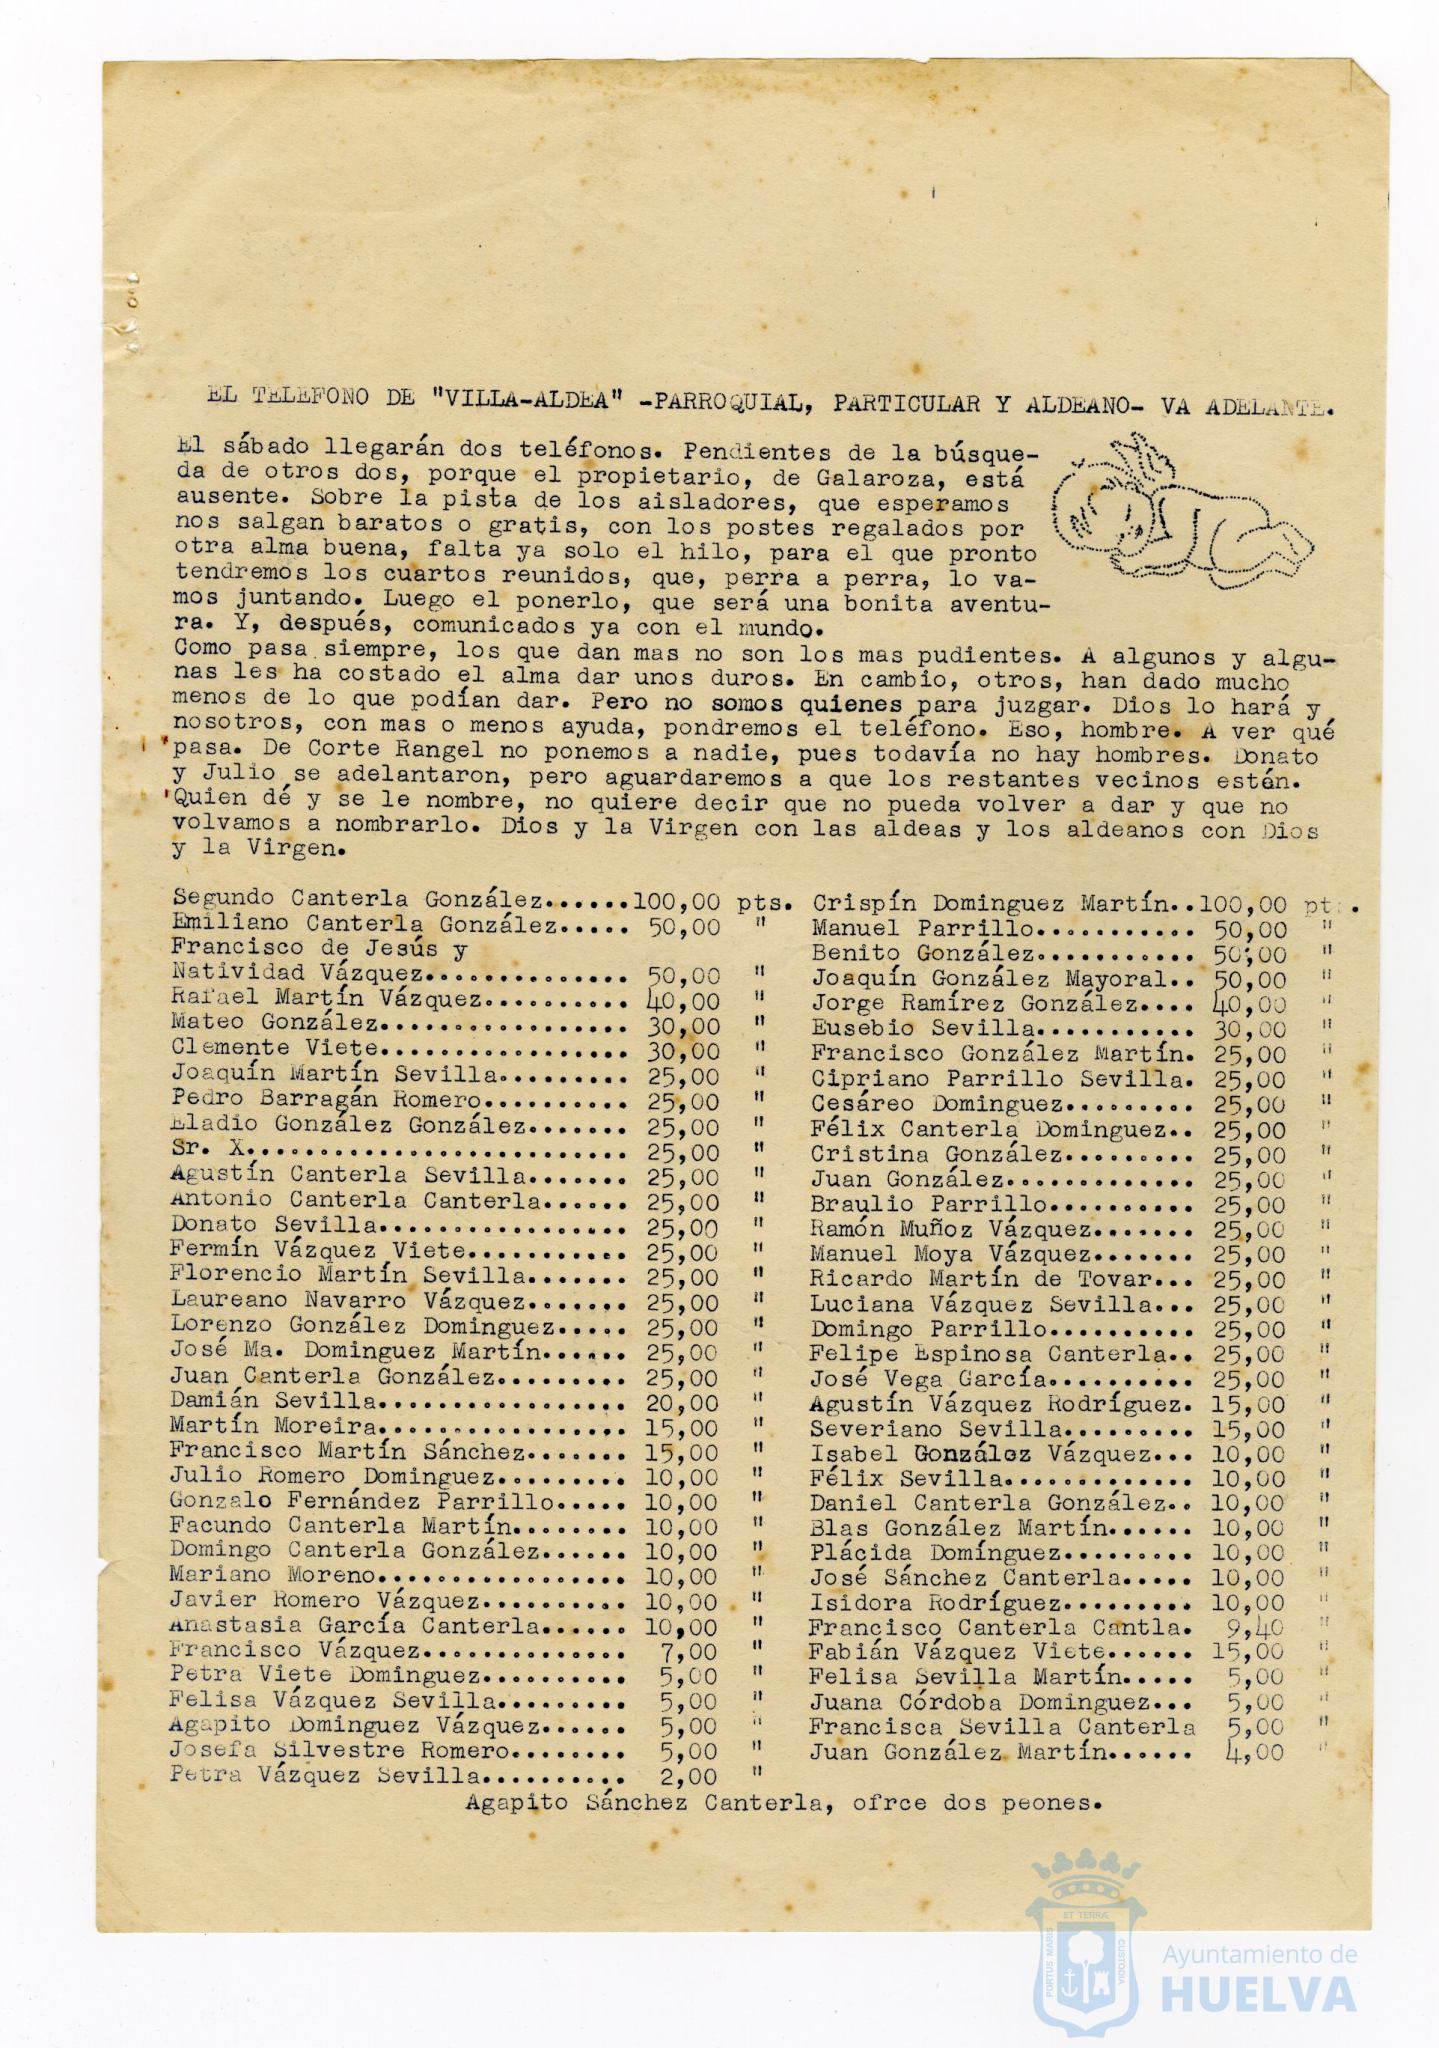 EL TELEFONO DE "VILLA-ALDEA" -PARROQUIAL, PARTICULAR Y ALDEANO- VA ADELANTE.
El sábado llegarán dos teléfonos. Pendientes de la búsque-
da de otros dos, porque el propietario, de Galaroza, está
ausente. Sobre la pista de los aisladores, que esperamos
nos salgan baratos o gratis, con los postes regalados por
otra alma buena, falta ya solo el hilo, para el que pronto
tendremos los cuartos reunidos, que, perra a perra, lo va-
mos juntando. Luego el ponerlo, que será una bonita aventu-
ra. Y, después, comunicados ya con el mundo.
Como pasa siempre, los que dan mas no son los mas pudientes. A algunos y algu-
nas les ha costado el alma dar unos duros. En cambio, otros, han dado mucho
menos de lo que podían dar. Pero no somos quienes para juzgar. Dios lo hará y,
nosotros, con mas o menos ayuda, pondremos el teléfono. Eso, hombre. A ver qué
pasa. De Corte Rangel no ponemos a nadie, pues todavía no hay hombres. Donato
y Julio se adelantaron, pero aguardaremos a que los restantes vecinos estén.
Quien dé y se le nombre, no quiere decir que no pueda volver a dar y que no
volvamos a nombrarlo. Dios y la Virgen con las aldeas y los aldeanos con Dios
y la Virgen.
Segundo Canterla González......100,00 pts.
Emiliano Canterla González..... 50,00 "
Francisco de Jesús y
Natividad Vázquez.............. 50,00 "
Rafael Martín Vázquez.......... 40,00 "
Mateo González................. 30,00 "
Clemente Viete................. 30,00 "
Joaquín Martín Sevilla......... 25,00 "
Pedro Barragán Romero.......... 25,00 "
Eladio González González....... 25,00 "
Sr. X.......................... 25,00 "
Agustín Canterla Sevilla....... 25,00 "
Antonio Canterla Canterla...... 25,00 "
Donato Sevilla................. 25,00 "
Fermín Vázquez Viete........... 25,00 "
Florencio Martín Sevilla....... 25,00 "
Laureano Navarro Vázquez....... 25,00 "
Lorenzo González Dominguez..... 25,00 "
José Ma. Dominguez Martín...... 25,00 "
Juan Canterla González......... 25,00 "
Damián Sevilla................. 20,00 "
Martín Moreira................. 15,00 "
Francisco Martín Sánchez....... 15,00 "
Julio Romero Dominguez......... 10,00 "
Gonzalo Fernández Parrillo..... 10,00 "
Facundo Canterla Martín........ 10,00 "
Domingo Canterla González...... 10,00 "
Mariano Moreno................. 10,00 "
Javier Romero Vázquez.......... 10,00 "
Anastasia García Canterla...... 10,00 "
Francisco Vázquez.............. 7,00 "
Petra Viete Dominguez.......... 5,00 "
Felisa Vázquez Sevilla......... 5,00 "
Agapito Dominguez Vázquez...... 5,00 "
Josefa Silvestre Romero........ 5,00 "
Petra Vázquez Sevilla.......... 2,00 "
Crispín Dominguez Martín..100,00 pt .
Manuel Parrillo........... 50,00 "
Benito González........... 50,00 "
Joaquín González Mayoral.. 50,00 "
Jorge Ramírez González.... 40,00 "
Eusebio Sevilla........... 30,00 "
Francisco González Martín. 25,00 "
Cipriano Parrillo Sevilla. 25,00 "
Cesáreo Dominguez......... 25,00 "
Félix Canterla Dominguez.. 25,00 "
Cristina González......... 25,00 "
Juan González............. 25,00 "
Braulio Parrillo.......... 25,00 "
Ramón Muñoz Vázquez....... 25,00 "
Manuel Moya Vázquez....... 25,00 "
Ricardo Martín de Tovar... 25,00 "
Luciana Vázquez Sevilla... 25,00 "
Domingo Parrillo.......... 25,00 "
Felipe Espinosa Canterla.. 25,00 "
José Vega García.......... 25,00 "
Agustín Vázquez Rodríguez. 15,00 "
Severiano Sevilla......... 15,00 "
Isabel González Vázquez... 10,00 "
Félix Sevilla............. 10,00 "
Daniel Canterla González.. 10,00 "
Blas González Martín...... 10,00 "
Plácida Domínguez......... 10,00 "
José Sánchez Canterla..... 10,00 "
Isidora Rodríguez......... 10,00 "
Francisco Canterla Cantla. 9,40 "
Fabián Vázquez Viete...... 15,00 "
Felisa Sevilla Martín..... 5,00 "
Juana Córdoba Dominguez... 5,00 "
Francisca Sevilla Canterla 5,00 "
Juan González Martín...... 4,00 "
Agapito Sánchez Canterla, ofrce dos peones.
ET TERRÆ
PORTUS MARIS
CUSTODIA
Ayuntamiento de
HUELVA